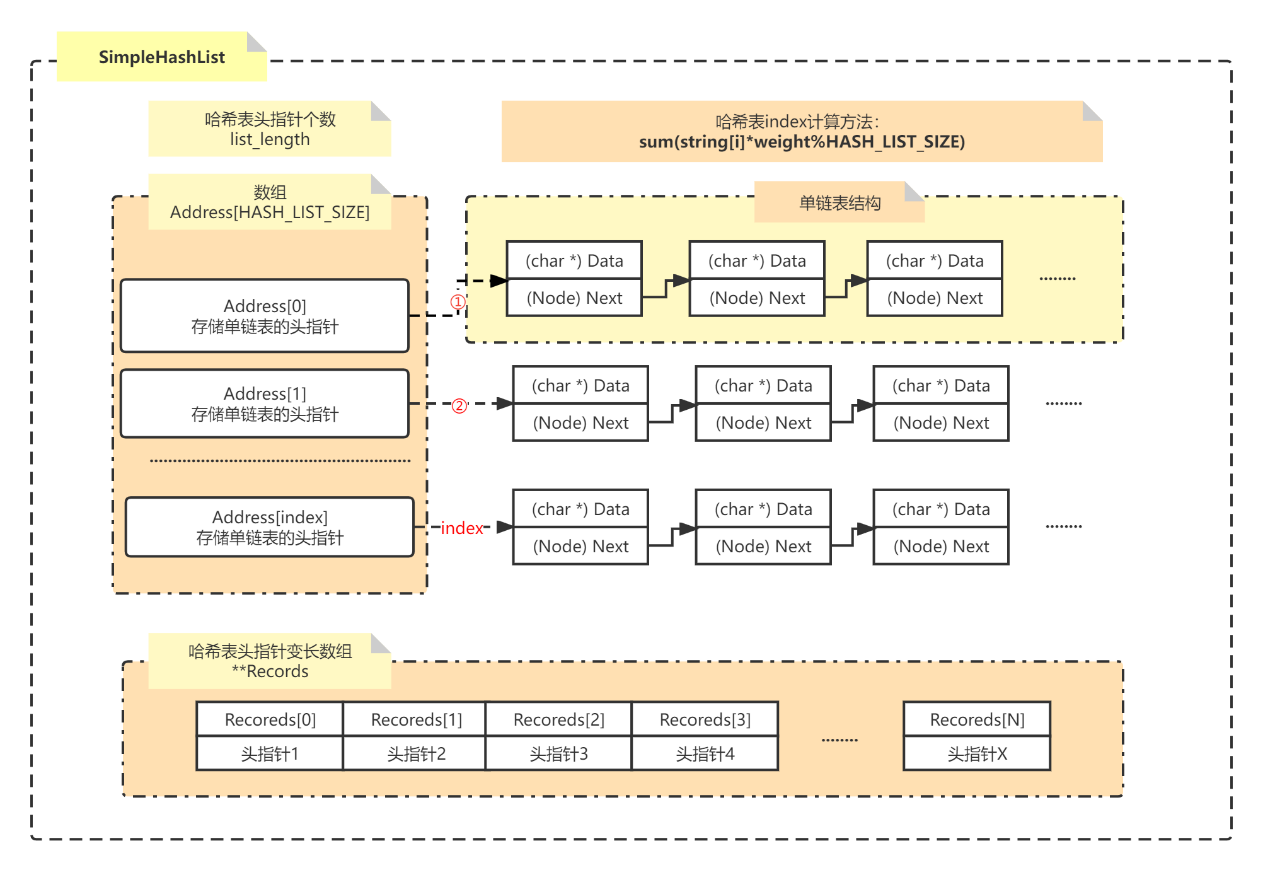 SimpleHashList
哈希表头指针个数
list_length
哈希表index计算方法：
sum(string[i]*weight%HASH_LIST_SIZE)
数组
Address[HASH_LIST_SIZE]
单链表结构
(char *) Data
(char *) Data
(char *) Data
........
(Node) Next
(Node) Next
(Node) Next
Address[0]
存储单链表的头指针
①
Address[1]
存储单链表的头指针
②
(char *) Data
(char *) Data
(char *) Data
........
(Node) Next
(Node) Next
(Node) Next
Address[index]
存储单链表的头指针
index
(char *) Data
(char *) Data
(char *) Data
........
(Node) Next
(Node) Next
(Node) Next
哈希表头指针变长数组
**Records
Recoreds[0]
Recoreds[1]
Recoreds[2]
Recoreds[3]
........
Recoreds[N]
头指针1
头指针2
头指针3
头指针4
头指针X